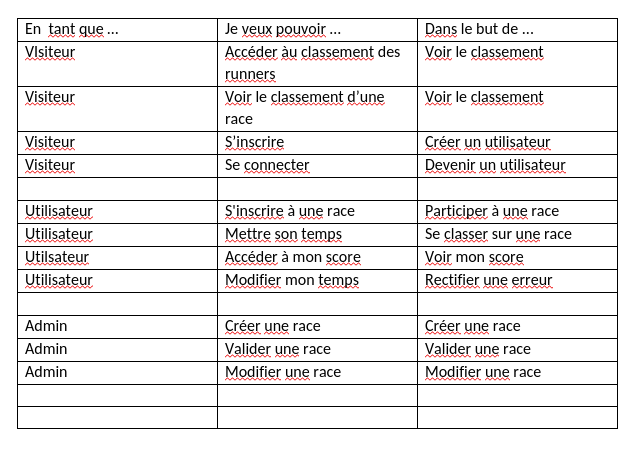 En  tant que … Je veux pouvoir … Dans le but de …
VIsiteur Accéder àu classement des Voir le classement
runners
Visiteur Voir le classement d’une Voir le classement
race
Visiteur S’inscrire Créer un utilisateur
Visiteur Se connecter Devenir un utilisateur
Utilisateur S'inscrire à une race Participer à une race
Utilisateur Mettre son temps Se classer sur une race
Utilsateur Accéder à mon score Voir mon score
Utilisateur Modifier mon temps Rectifier une erreur
Admin Créer une race Créer une race
Admin Valider une race Valider une race
Admin Modifier une race Modifier une race